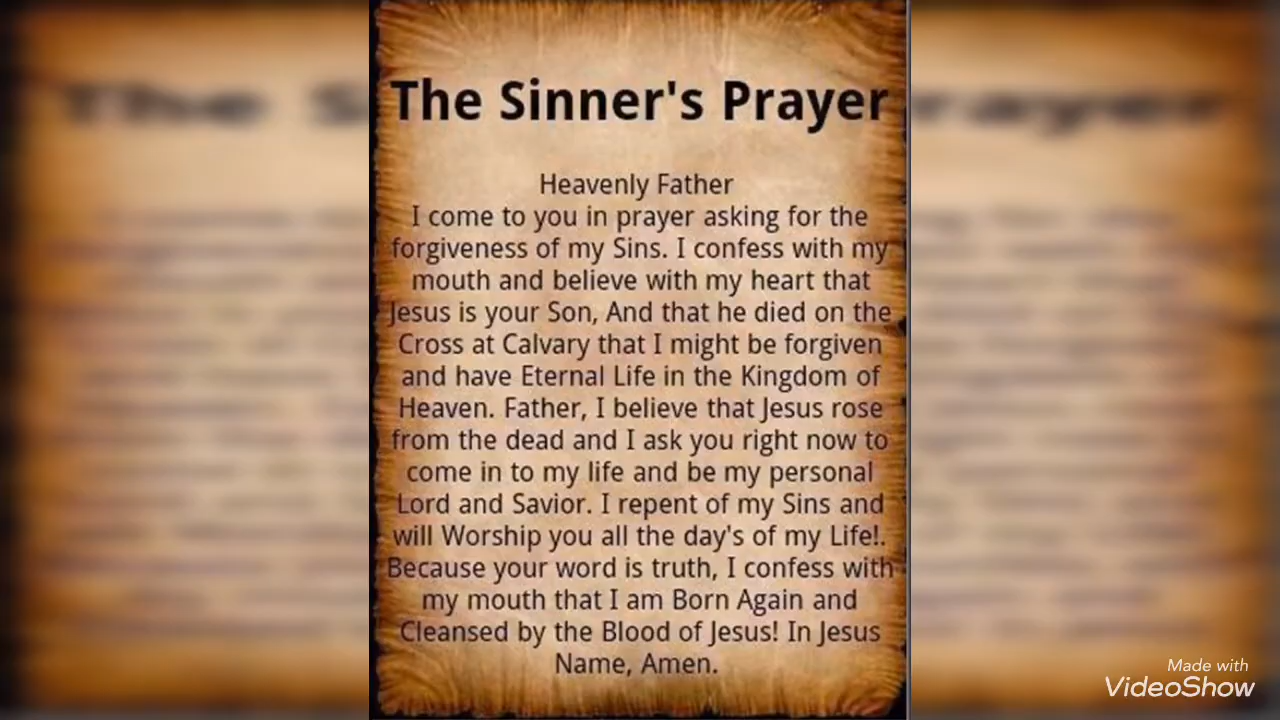 The Sinner's Prayer
Heavenly Father
I come to you in prayer asking for the
forgiveness of my Sins. I confess with my
mouth and believe with my heart that
Jesus is your Son, And that he died on the
Cross at Calvary that I might be forgiven
and have Eternal Life in the Kingdom of
Heaven. Father, I believe that Jesus rose
from the dead and I ask you right now to
come in to my life and be my personal
Lord and Savior. I repent of my Sins and
will Worship you all the day's of my Life!.
Because your word is truth, I confess with
my mouth that I am Born Again and
Cleansed by the Blood of Jesus! In Jesus
Name, Amen.
Made with
VideoShow